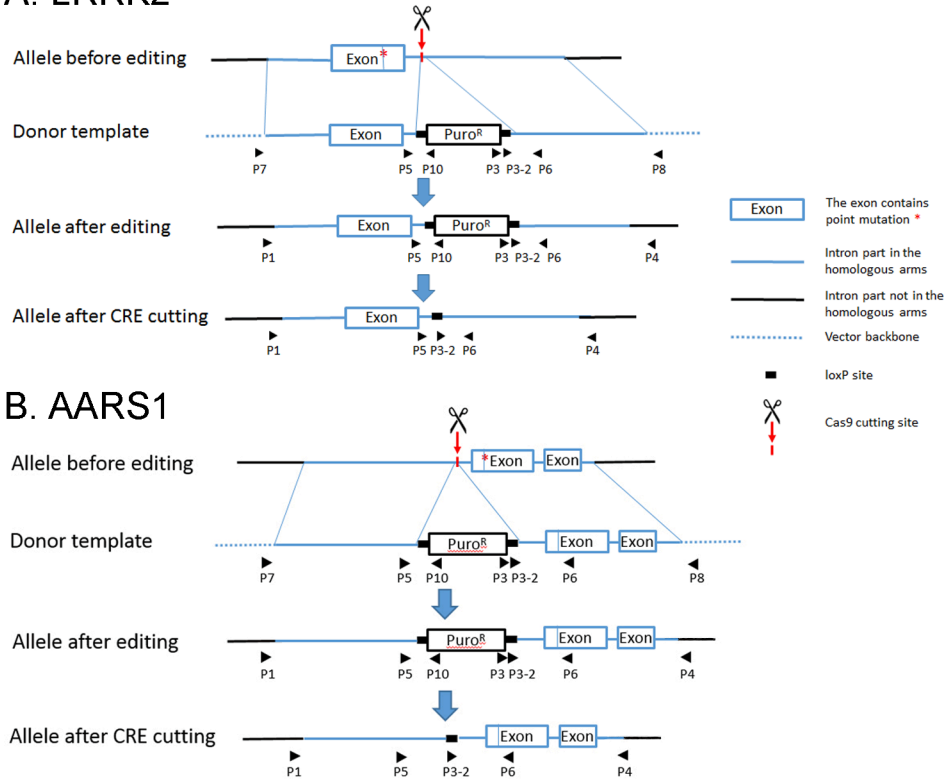 A. LRRK2
Allele before editing
Exon*
Donor template
Exon
Puroᴿ
P7
P5
P10
P3
P3-2
P6
P8
Allele after editing
Exon
Puroᴿ
P1
P5
P10
P3
P3-2
P6
P4
Allele after CRE cutting
Exon
P1
P5
P3-2
P6
P4
Exon
The exon contains
point mutation *
Intron part in the
homologous arms
Intron part not in the
homologous arms
Vector backbone
loxP site
Cas9 cutting site
B. AARS1
Allele before editing
*Exon
Exon
Donor template
Puroᴿ
Exon
Exon
P7
P5
P10
P3
P3-2
P6
P8
Allele after editing
Puroᴿ
Exon
Exon
P1
P5
P10
P3
P3-2
P6
P4
Allele after CRE cutting
Exon
Exon
P1
P5
P3-2
P6
P4